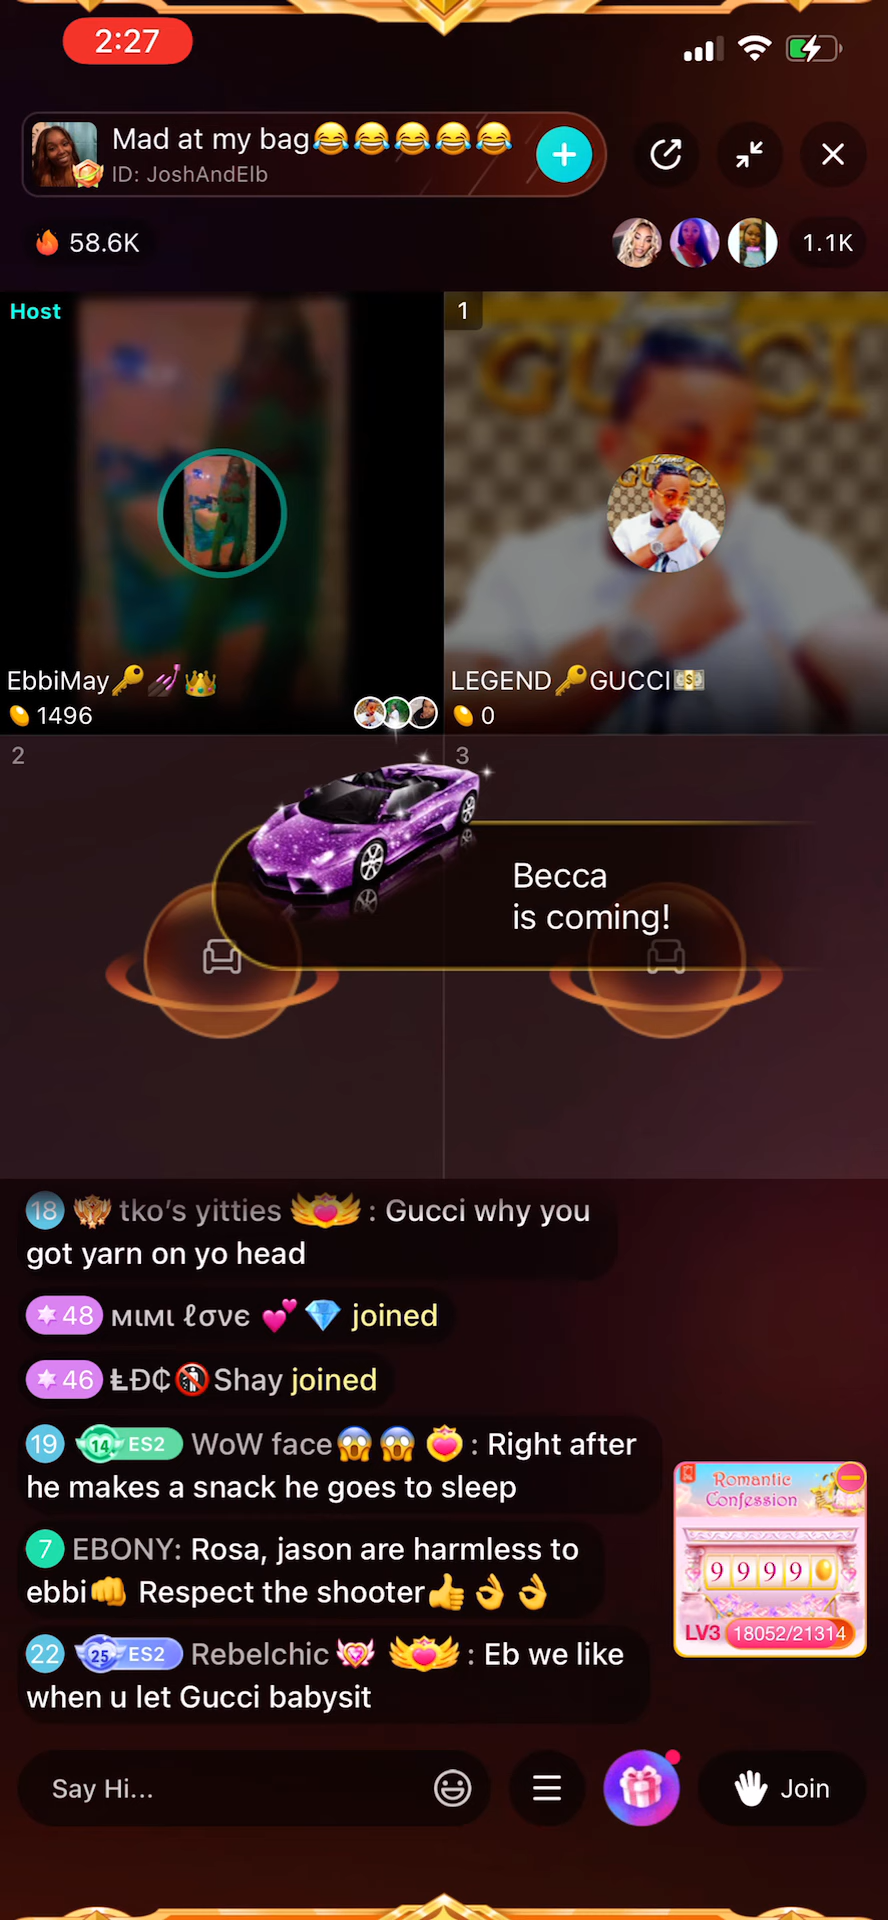 2:27
Mad at my bag😂😂😂😂😂
ID: JoshAndElb
58.6K
1.1K
Host
1
GUCCI
Legend
GUCCI
EbbiMay🔑💅🏿👑
LEGEND🔑GUCCI💵
1496
0
2
3
Becca
is coming!
18 tko's yitties : Gucci why you
got yarn on yo head
48 мιмι ℓσνє 💕💎 joined
46 ⱠĐ₵🚯Shay joined
19 14 ES2 WoW face😱😱 : Right after
he makes a snack he goes to sleep
7 EBONY: Rosa, jason are harmless to
ebbi👊 Respect the shooter👍👌👌
22 25 ES2 Rebelchic💝 : Eb we like
when u let Gucci babysit
Romantic
Confession
9 9 9 9
LV3 18052/21314
Say Hi...
Join